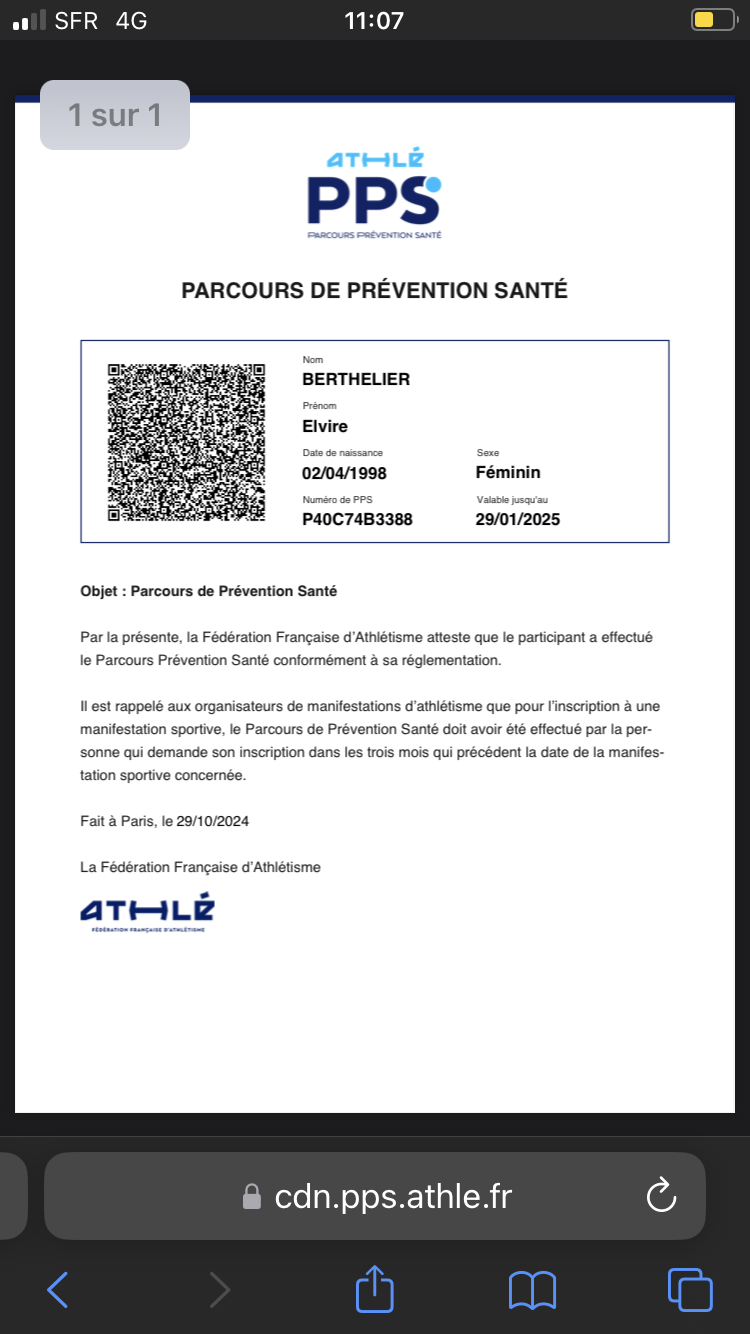 SFR 4G 11:07
1 sur 1
ATHLÉ
PPS
PARCOURS PRÉVENTION SANTÉ
PARCOURS DE PRÉVENTION SANTÉ
Nom
BERTHELIER
Prénom
Elvire
Date de naissance Sexe
02/04/1998 Féminin
Numéro de PPS Valable jusqu'au
P40C74B3388 29/01/2025
Objet : Parcours de Prévention Santé
Par la présente, la Fédération Française d'Athlétisme atteste que le participant a effectué
le Parcours Prévention Santé conformément à sa réglementation.
Il est rappelé aux organisateurs de manifestations d'athlétisme que pour l'inscription à une
manifestation sportive, le Parcours de Prévention Santé doit avoir été effectué par la per-
sonne qui demande son inscription dans les trois mois qui précédent la date de la manifes-
tation sportive concernée.
Fait à Paris, le 29/10/2024
La Fédération Française d'Athlétisme
ATHLÉ
FÉDÉRATION FRANÇAISE D'ATHLÉTISME
cdn.pps.athle.fr